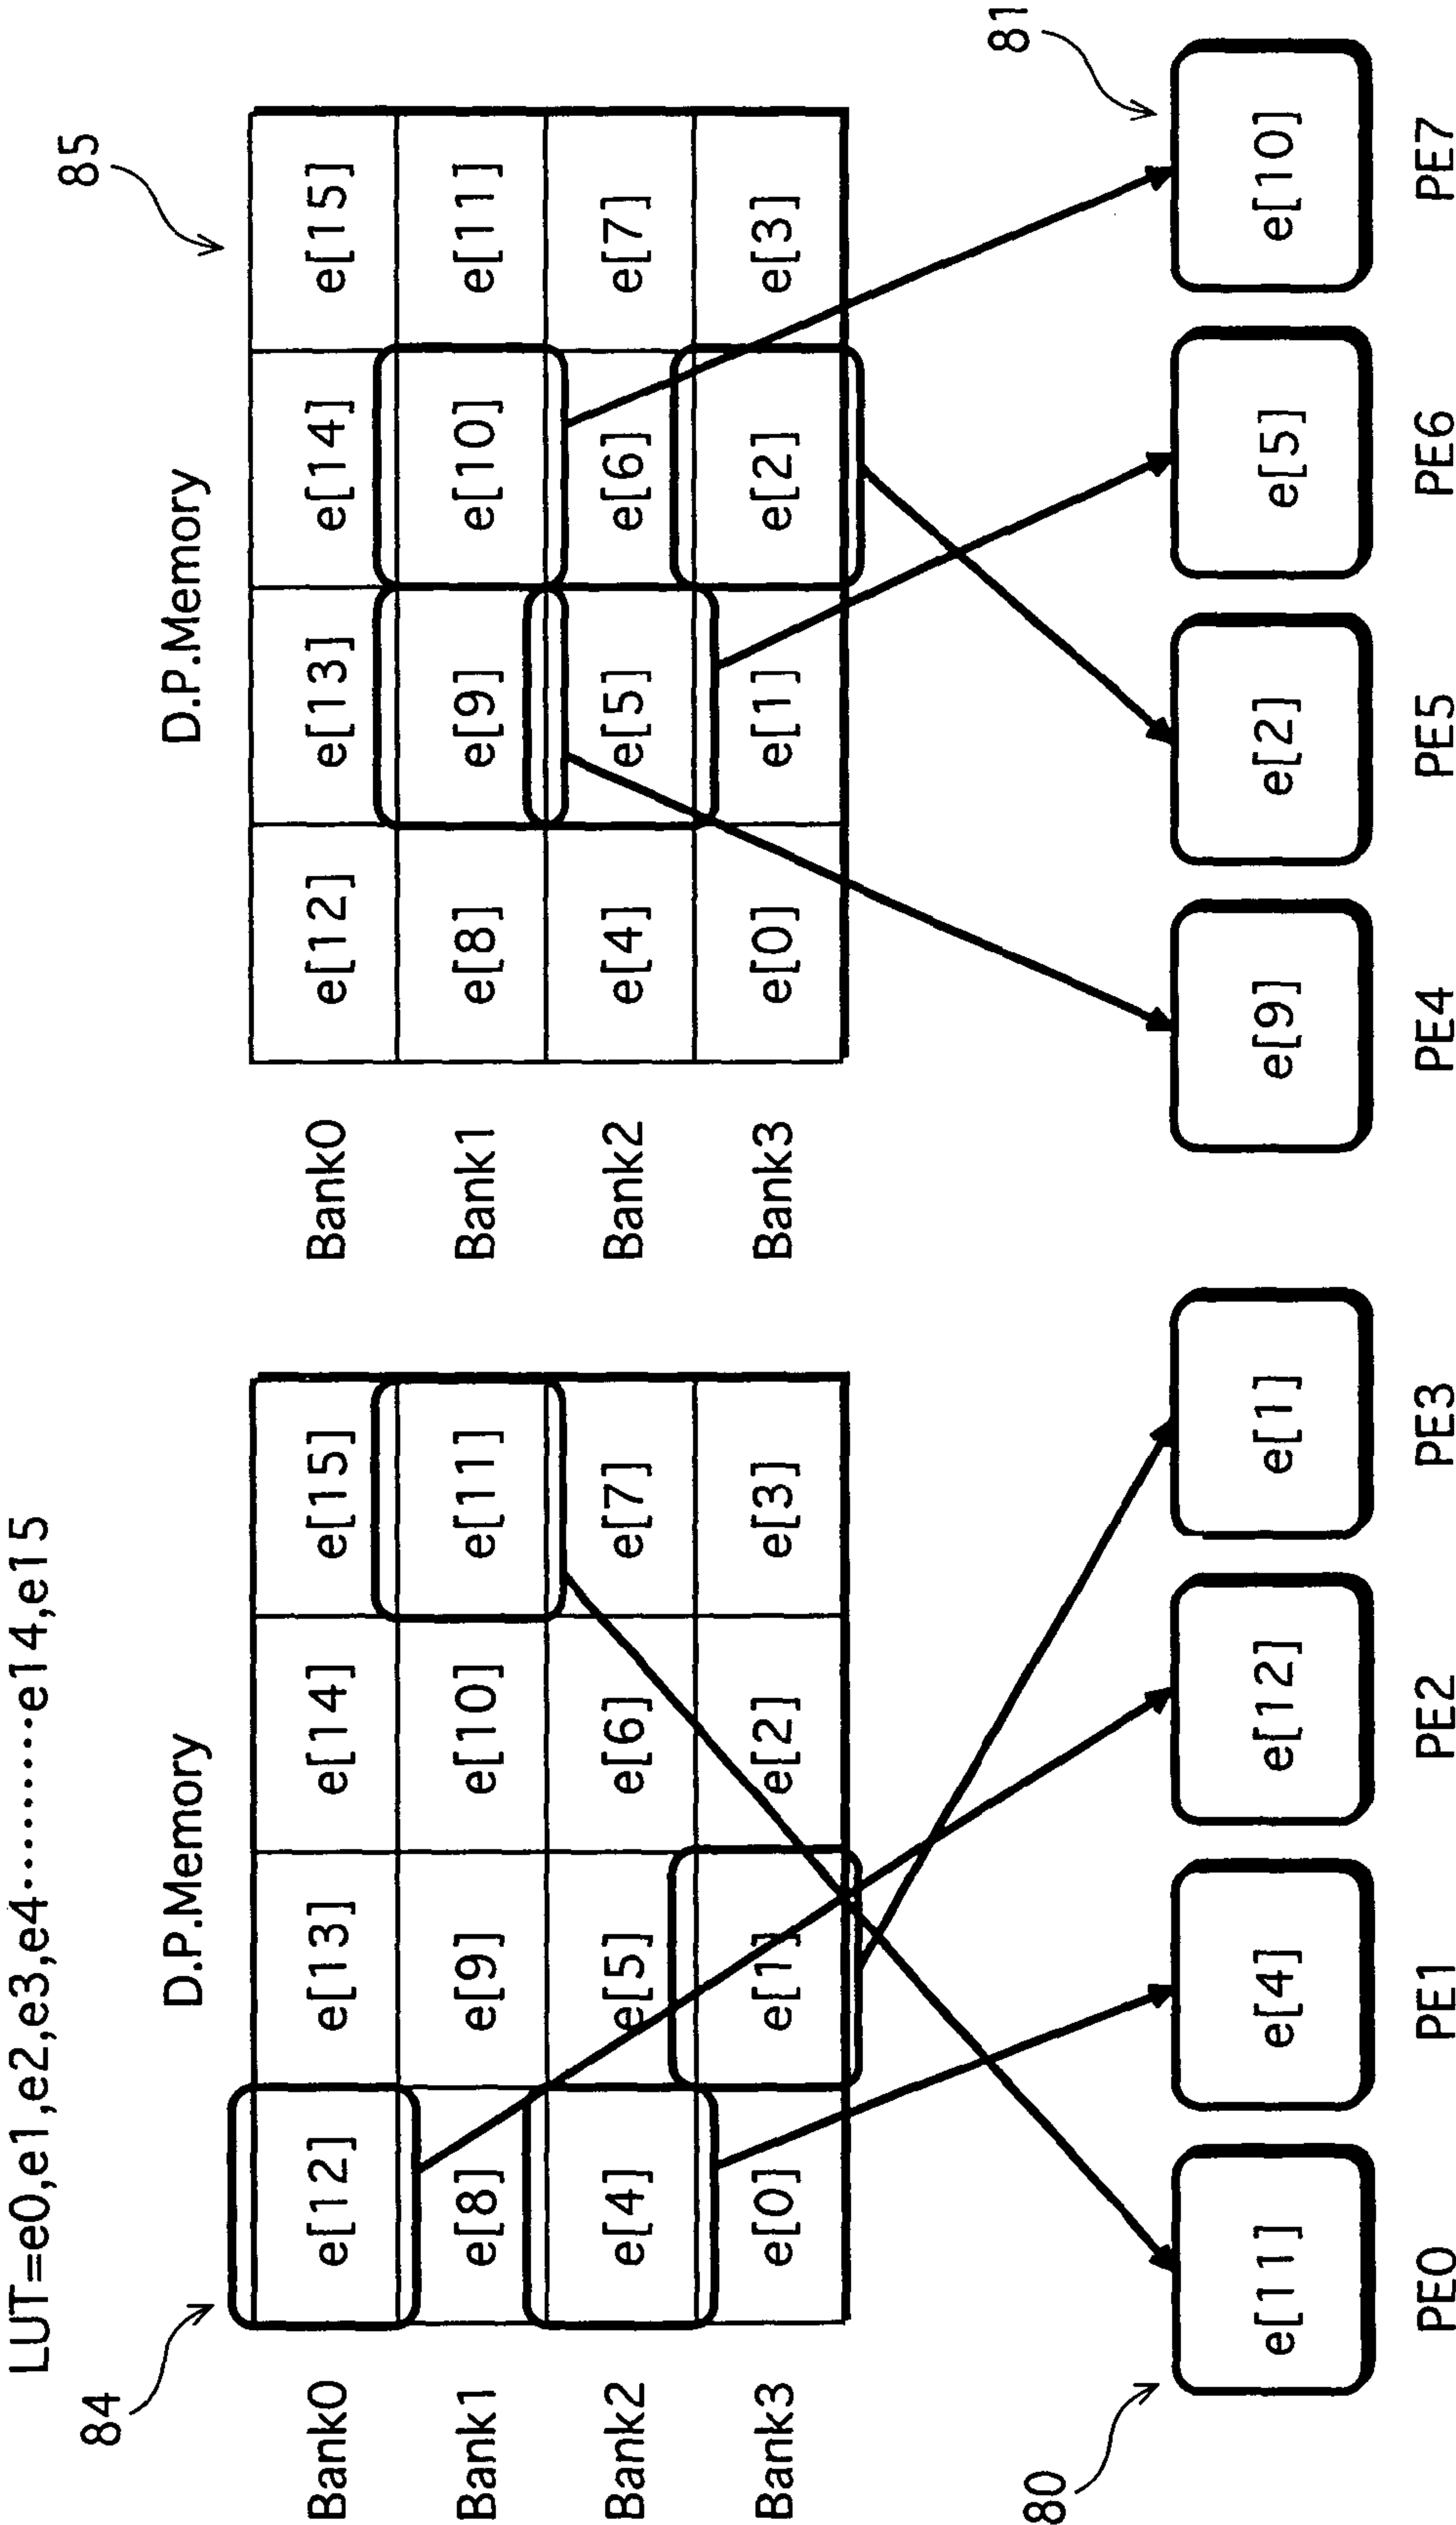 LUT=e0,e1,e2,e3,e4··········e14,e15
84
D.P.Memory
Bank0 e[12] e[13] e[14] e[15]
Bank1 e[8] e[9] e[10] e[11]
Bank2 e[4] e[5] e[6] e[7]
Bank3 e[0] e[1] e[2] e[3]
80
e[11] e[4] e[12] e[1]
PE0 PE1 PE2 PE3
85
D.P.Memory
Bank0 e[12] e[13] e[14] e[15]
Bank1 e[8] e[9] e[10] e[11]
Bank2 e[4] e[5] e[6] e[7]
Bank3 e[0] e[1] e[2] e[3]
81
e[9] e[2] e[5] e[10]
PE4 PE5 PE6 PE7